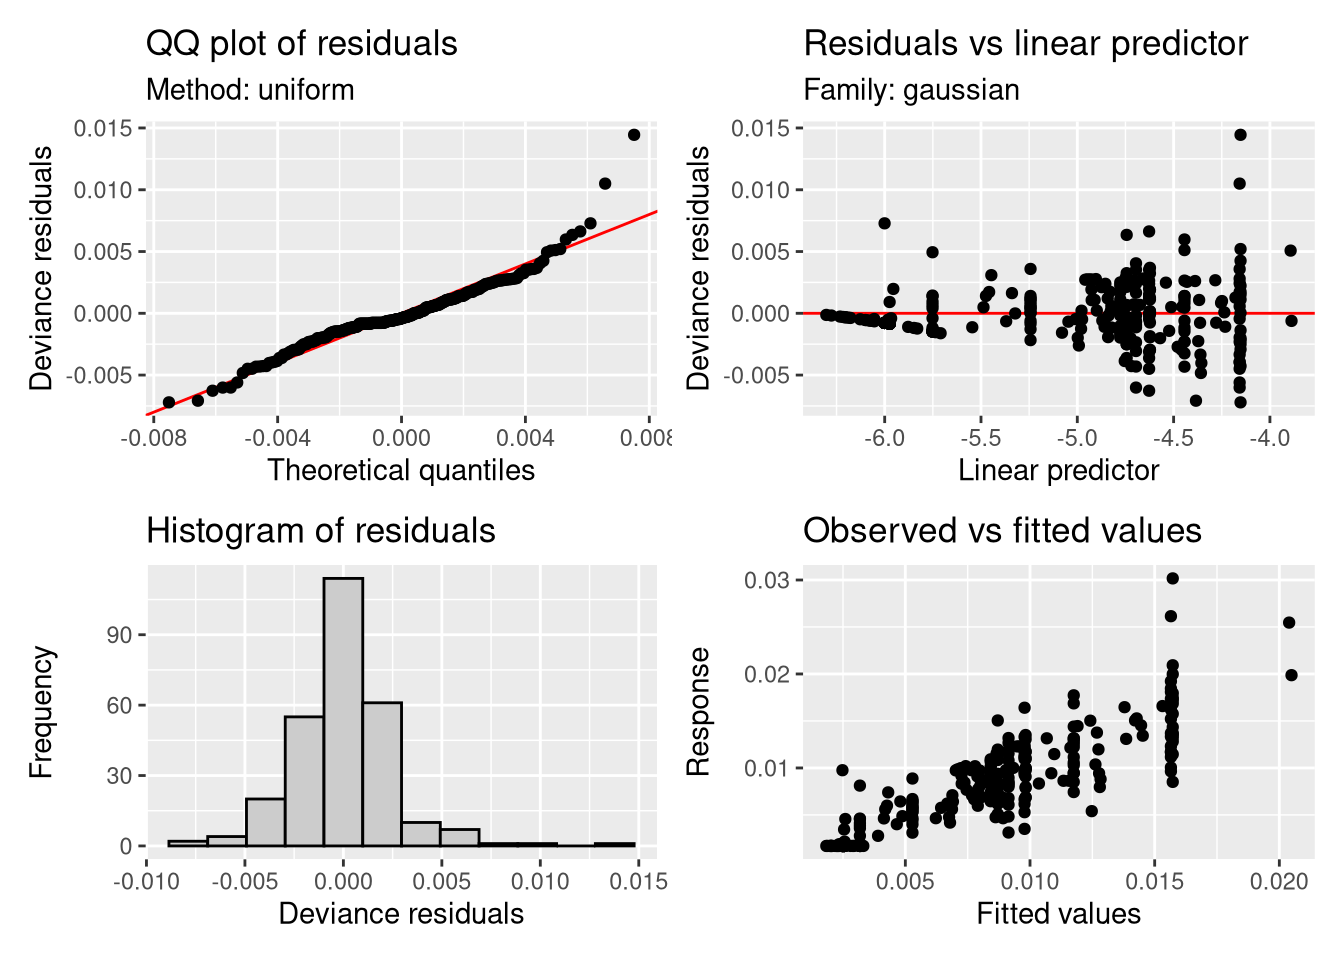 QQ plot of residuals
Method: uniform
Deviance residuals
0.015
0.010
0.005
0.000
-0.005
-0.008 -0.004 0.000 0.004 0.008
Theoretical quantiles
Residuals vs linear predictor
Family: gaussian
Deviance residuals
0.015
0.010
0.005
0.000
-0.005
-6.0 -5.5 -5.0 -4.5 -4.0
Linear predictor
Histogram of residuals
Frequency
90
60
30
0
-0.010 -0.005 0.000 0.005 0.010 0.015
Deviance residuals
Observed vs fitted values
Response
0.03
0.02
0.01
0.005 0.010 0.015 0.020
Fitted values